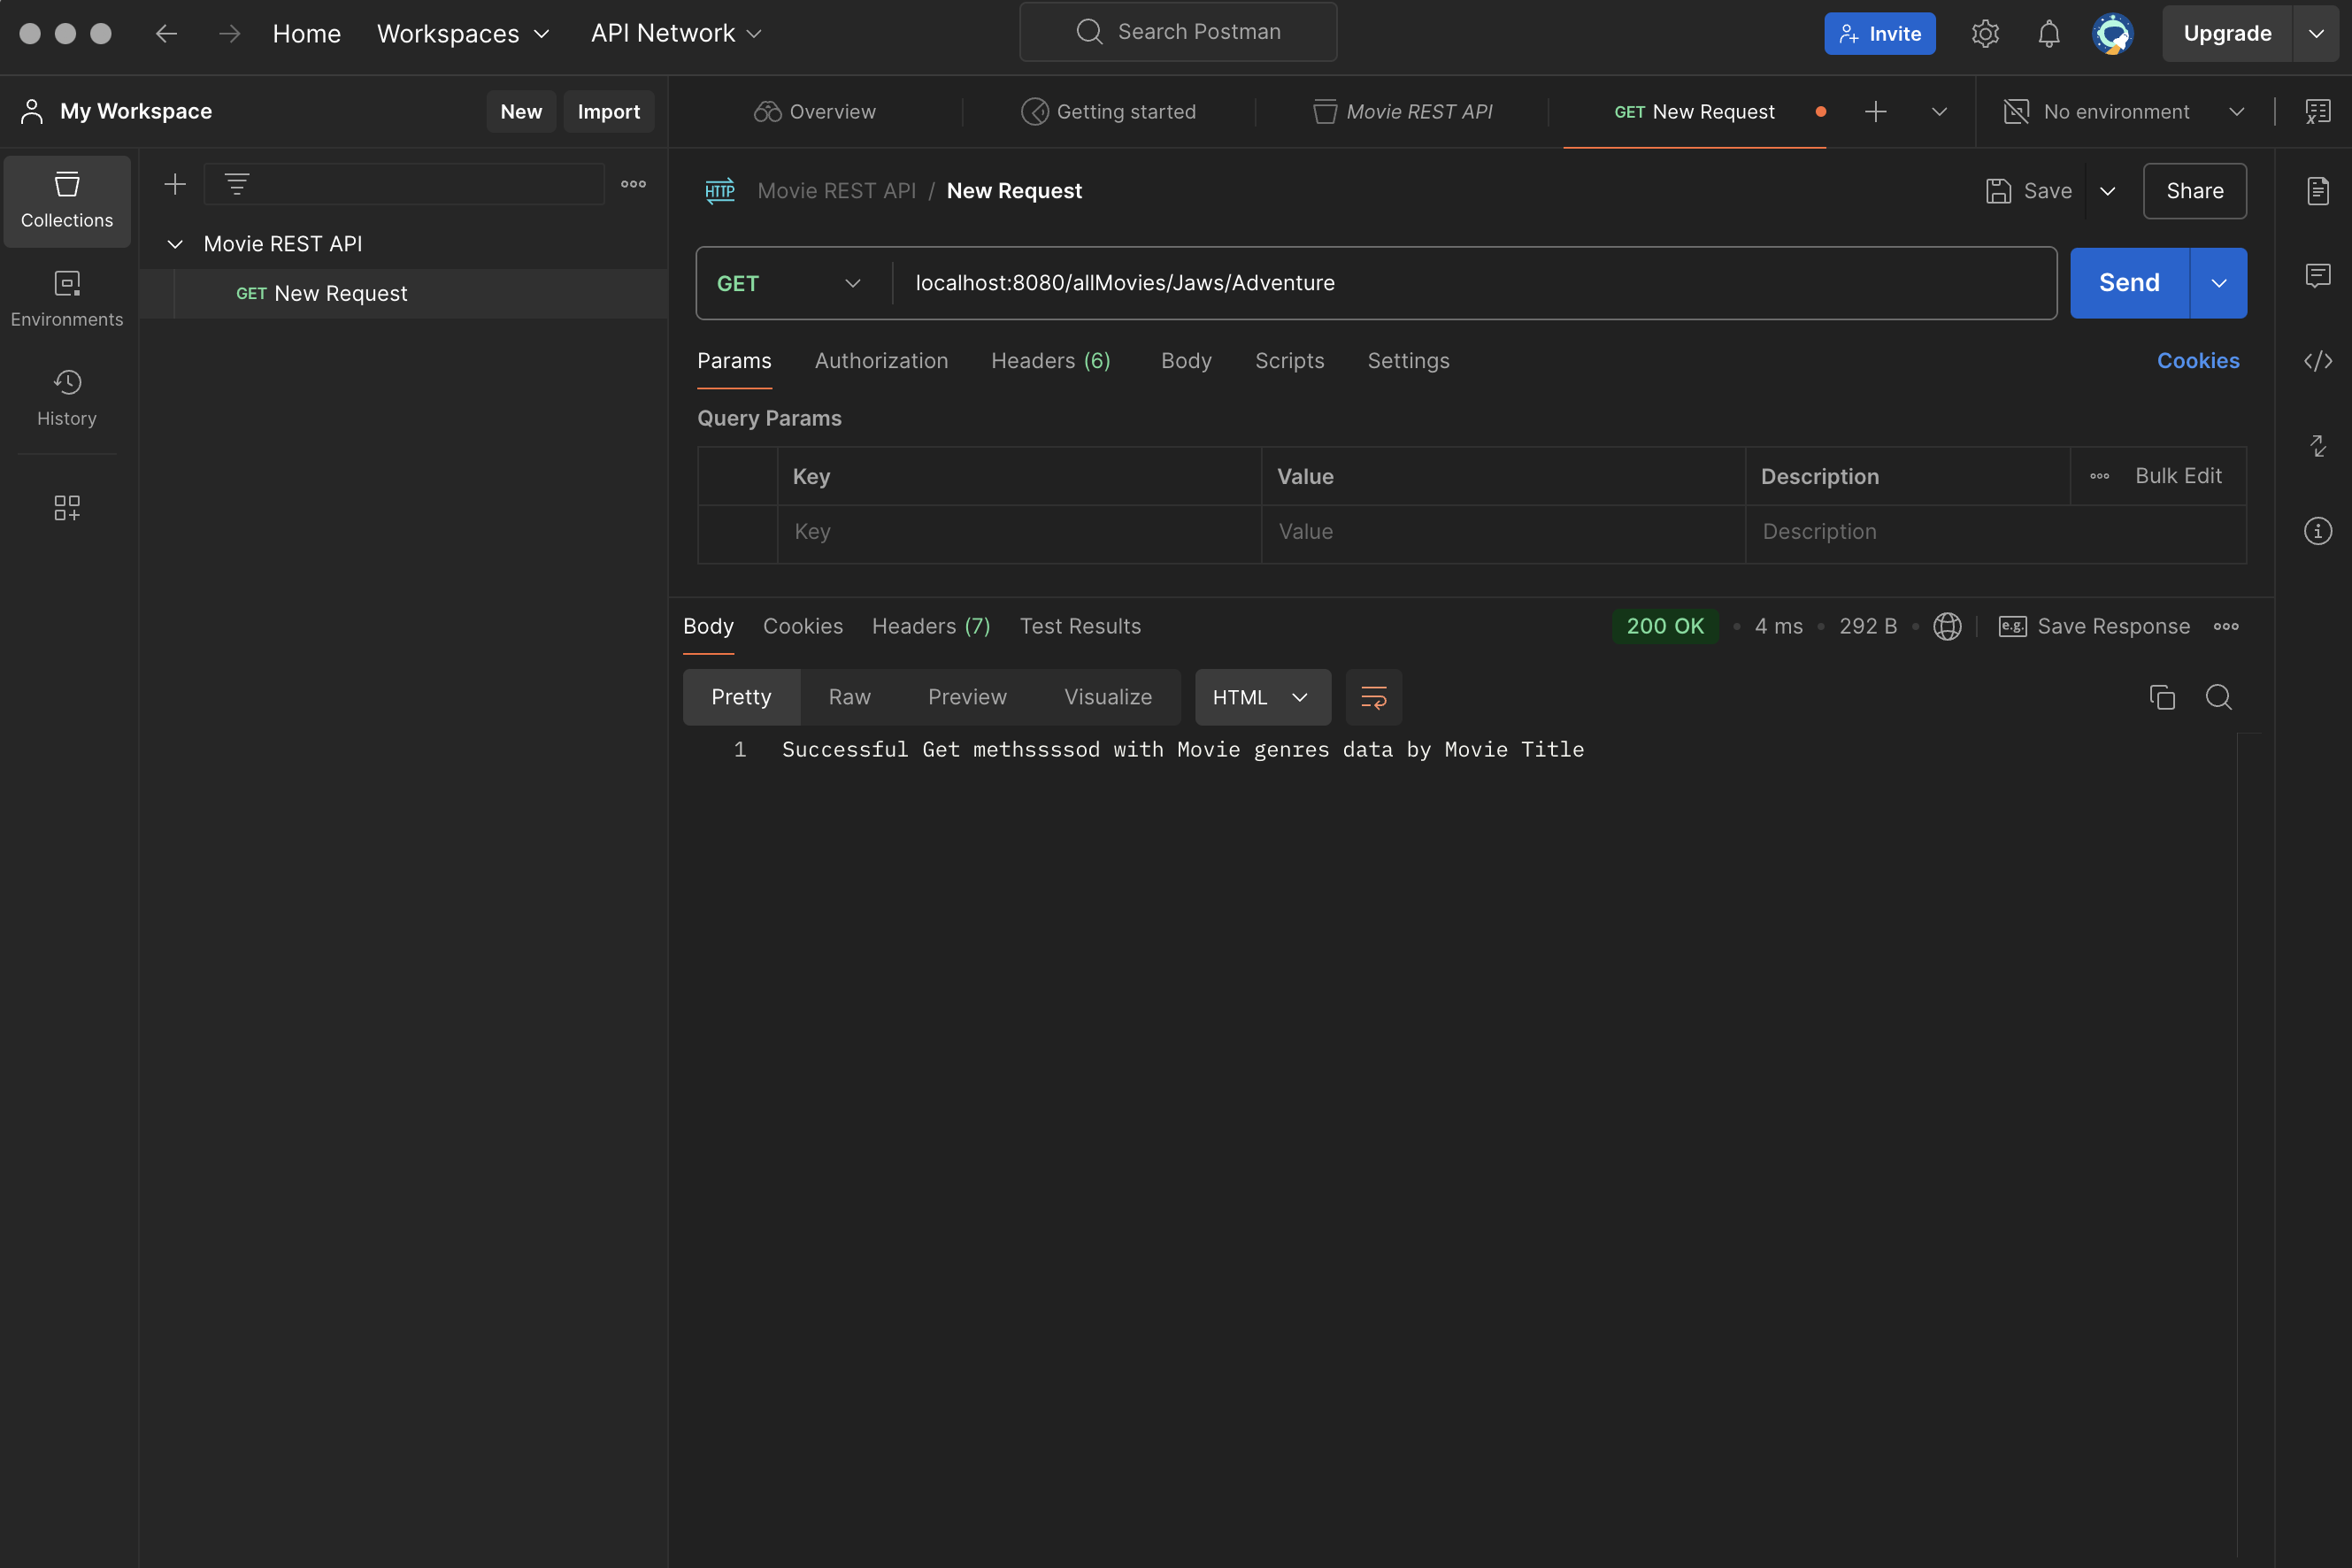 Home Workspaces API Network Search Postman Invite Upgrade
My Workspace New Import Overview Getting started Movie REST API GET New Request No environment
Collections
Environments
History
Movie REST API
GET New Request
HTTP Movie REST API / New Request Save Share
GET localhost:8080/allMovies/Jaws/Adventure Send
Params Authorization Headers (6) Body Scripts Settings Cookies
Query Params
Key Value Description Bulk Edit
Key Value Description
Body Cookies Headers (7) Test Results 200 OK 4 ms 292 B e.g. Save Response
Pretty Raw Preview Visualize HTML
1 Successful Get methssssod with Movie genres data by Movie Title